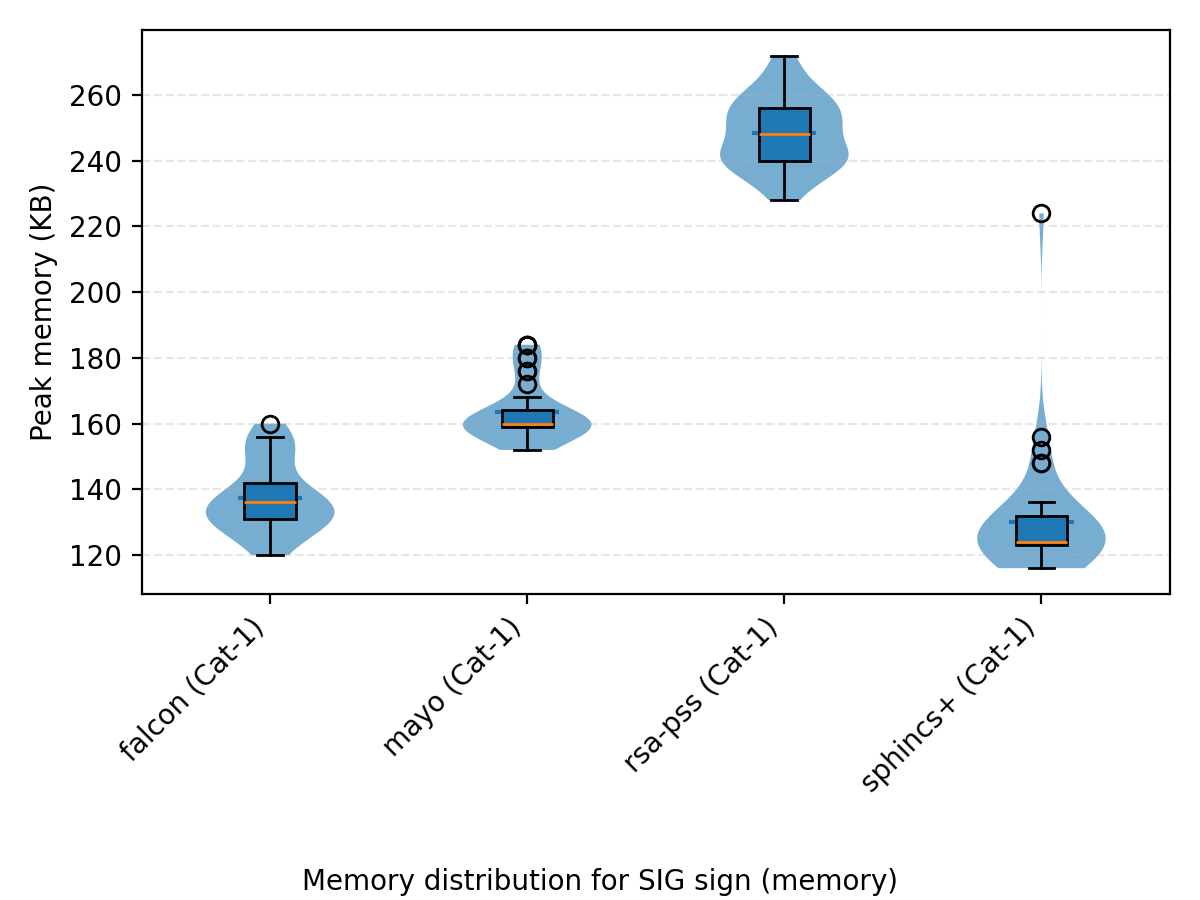 260
240
220
200
180
160
140
120
Peak memory (KB)
falcon (Cat-1)
mayo (Cat-1)
rsa-pss (Cat-1)
sphincs+ (Cat-1)
Memory distribution for SIG sign (memory)